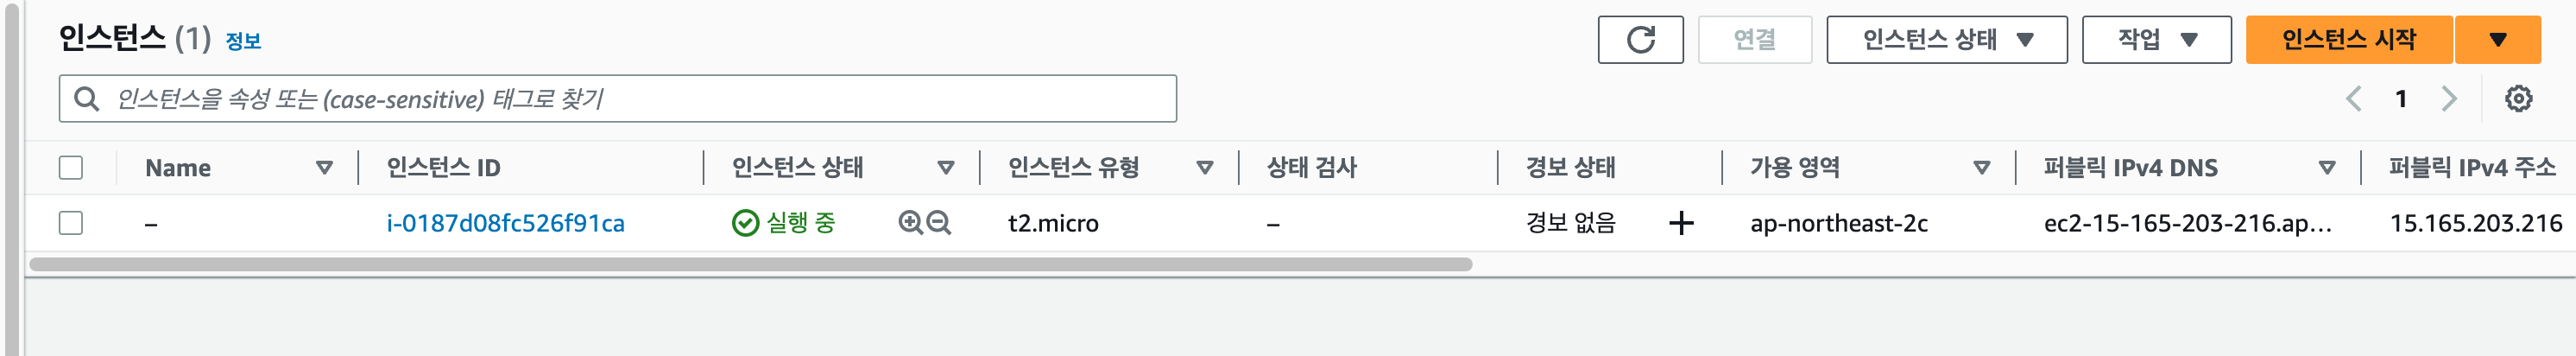 인스턴스 (1) 정보
연결
인스턴스 상태
작업
인스턴스 시작
인스턴스을 속성 또는 (case-sensitive) 태그로 찾기
1
Name 인스턴스 ID 인스턴스 상태 인스턴스 유형 상태 검사 경보 상태 가용 영역 퍼블릭 IPv4 DNS 퍼블릭 IPv4 주소
– i-0187d08fc526f91ca 실행 중 t2.micro – 경보 없음 + ap-northeast-2c ec2-15-165-203-216.ap... 15.165.203.216